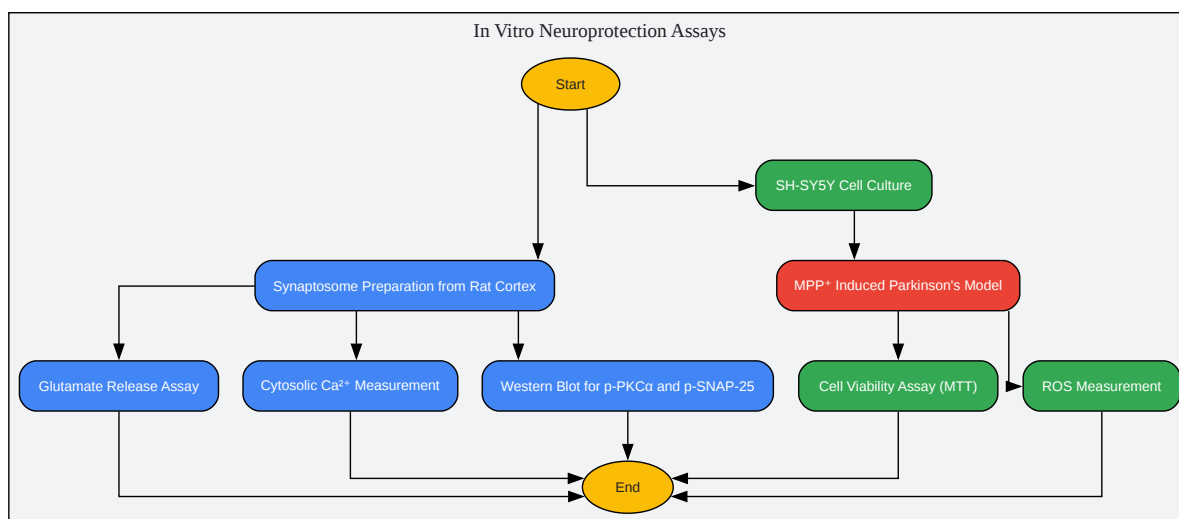 In Vitro Neuroprotection Assays
Start
SH-SY5Y Cell Culture
Synaptosome Preparation from Rat Cortex
MPP⁺ Induced Parkinson's Model
Glutamate Release Assay
Cytosolic Ca²⁺ Measurement
Western Blot for p-PKCα and p-SNAP-25
Cell Viability Assay (MTT)
ROS Measurement
End